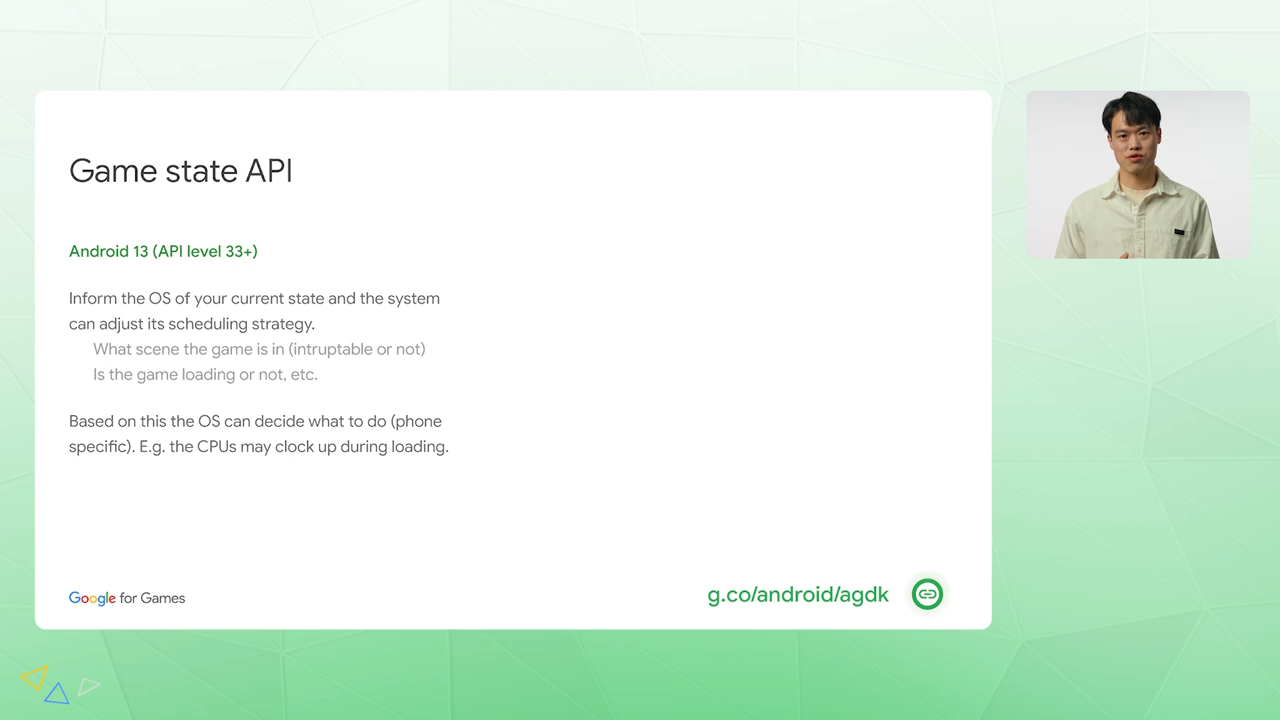 Game state API
Android 13 (API level 33+)
Inform the OS of your current state and the system
can adjust its scheduling strategy.
What scene the game is in (intruptable or not)
Is the game loading or not, etc.
Based on this the OS can decide what to do (phone
specific). E.g. the CPUs may clock up during loading.
Google for Games
g.co/android/agdk